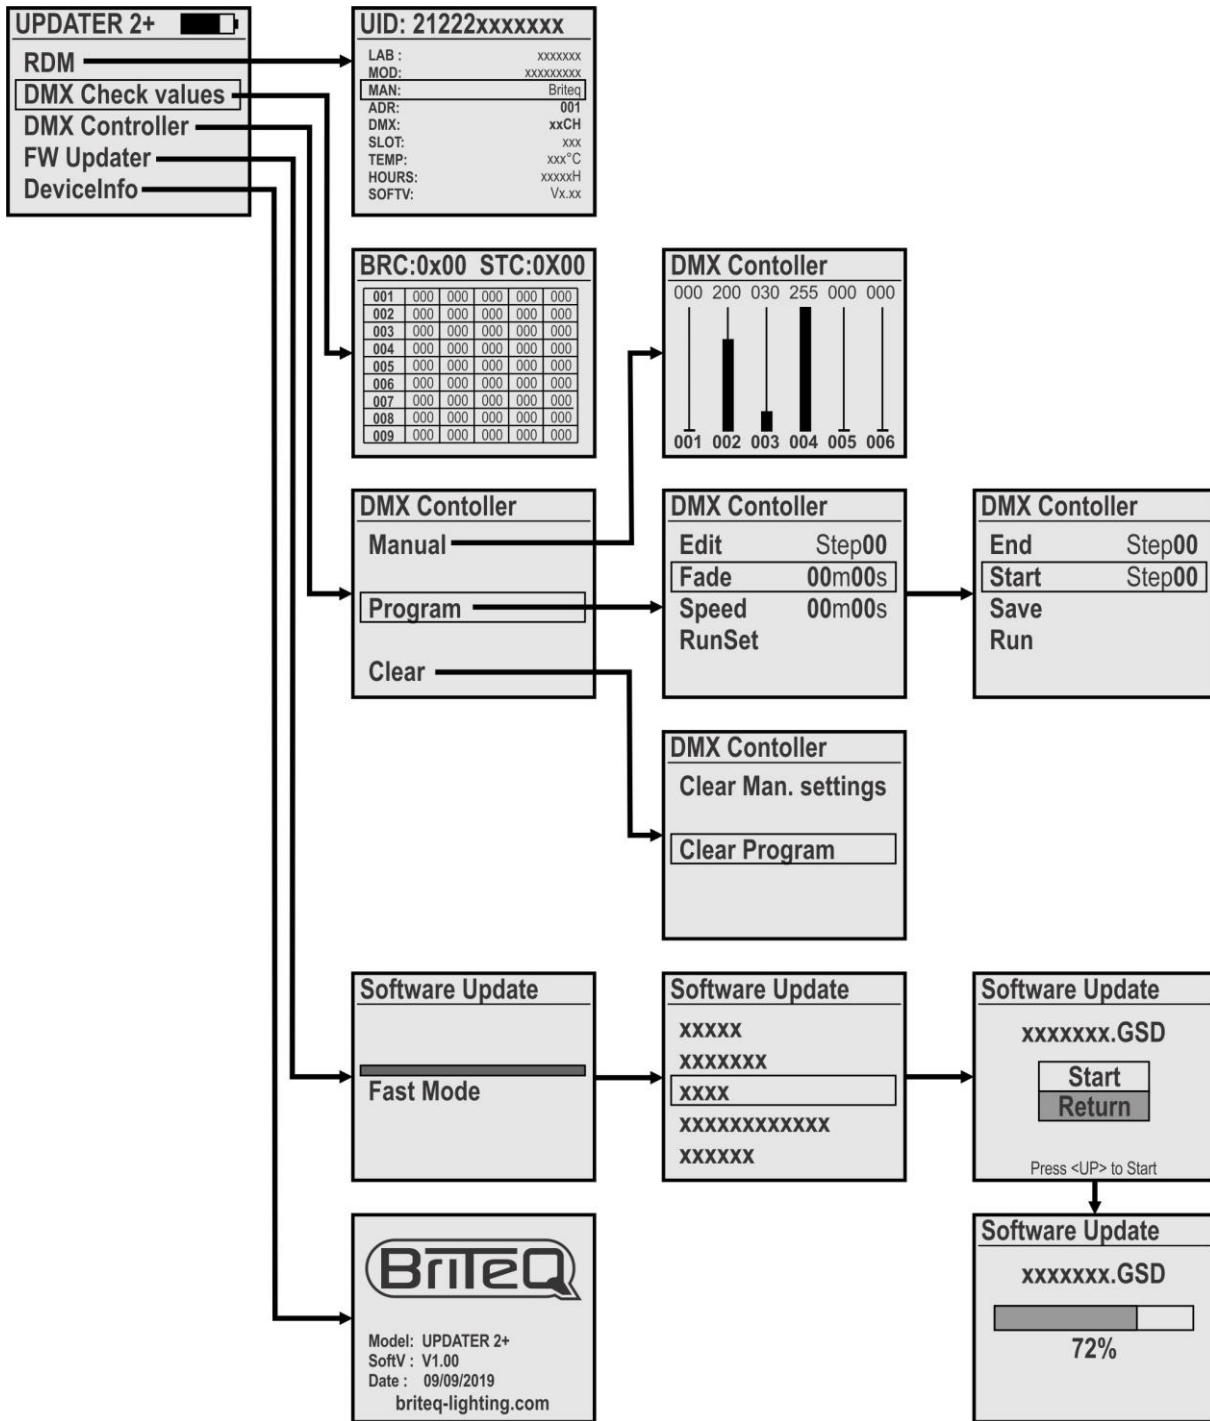 UPDATER 2+
RDM
DMX Check values
DMX Controller
FW Updater
DeviceInfo
UID: 21222xxxxxxx
LAB : xxxxxxx
MOD: xxxxxxxxx
MAN: Briteq
ADR: 001
DMX: xxCH
SLOT: xxx
TEMP: xxx°C
HOURS: xxxxxH
SOFTV: Vx.xx
BRC:0x00 STC:0X00
001 000 000 000 000 000
002 000 000 000 000 000
003 000 000 000 000 000
004 000 000 000 000 000
005 000 000 000 000 000
006 000 000 000 000 000
007 000 000 000 000 000
008 000 000 000 000 000
009 000 000 000 000 000
DMX Contoller
000 200 030 255 000 000
001 002 003 004 005 006
DMX Contoller
Manual
Program
Clear
DMX Contoller
Edit Step00
Fade 00m00s
Speed 00m00s
RunSet
DMX Contoller
End Step00
Start Step00
Save
Run
DMX Contoller
Clear Man. settings
Clear Program
Software Update
Fast Mode
Software Update
xxxxx
xxxxxxx
xxxx
xxxxxxxxxxxx
xxxxxx
Software Update
xxxxxxx.GSD
Start
Return
Press <UP> to Start
Software Update
xxxxxxx.GSD
72%
BriTeQ
Model: UPDATER 2+
SoftV : V1.00
Date : 09/09/2019
briteq-lighting.com